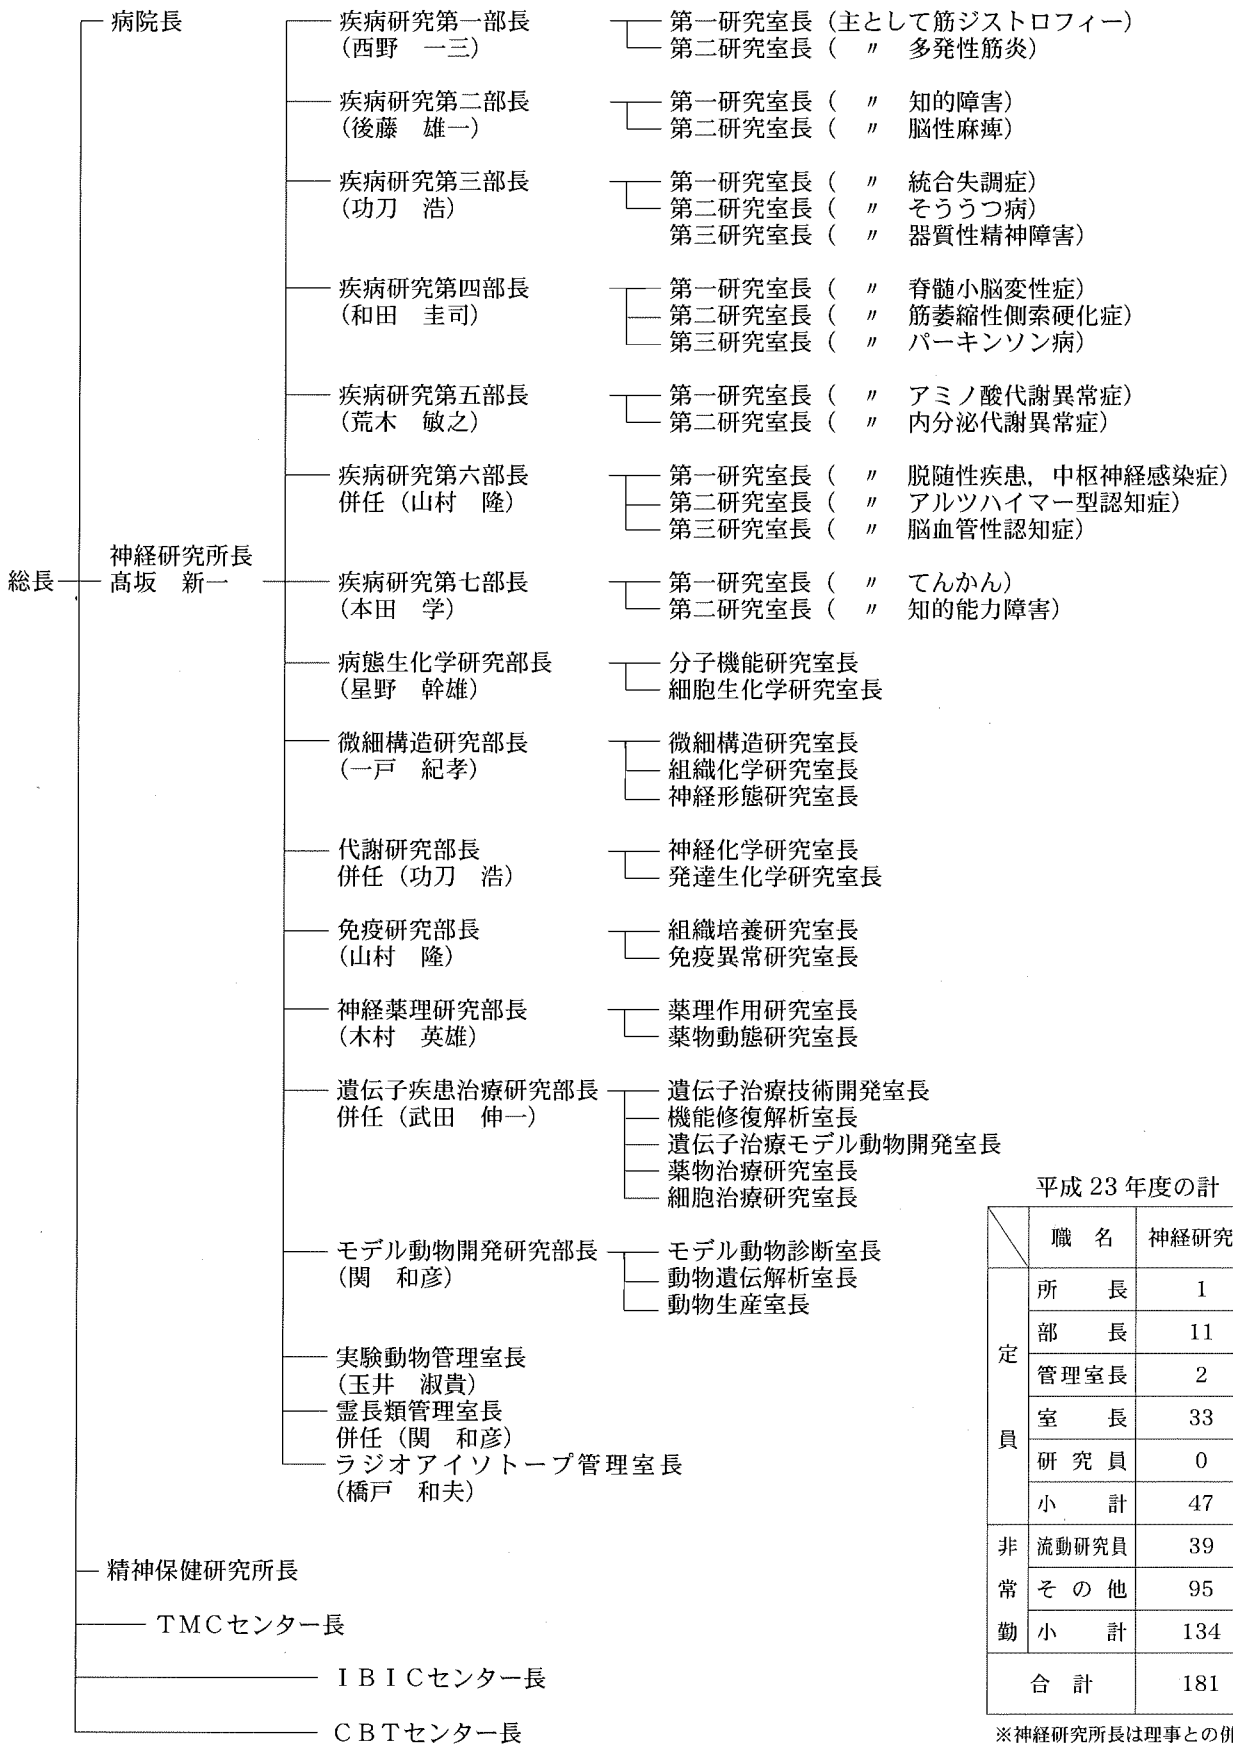 病院長
疾病研究第一部長
(西野 一三)
第一研究室長 (主として筋ジストロフィー)
第二研究室長 ( 〃 多発性筋炎)
疾病研究第二部長
(後藤 雄一)
第一研究室長 ( 〃 知的障害)
第二研究室長 ( 〃 脳性麻痺)
疾病研究第三部長
(功刀 浩)
第一研究室長 ( 〃 統合失調症)
第二研究室長 ( 〃 そううつ病)
第三研究室長 ( 〃 器質性精神障害)
疾病研究第四部長
(和田 圭司)
第一研究室長 ( 〃 脊髄小脳変性症)
第二研究室長 ( 〃 筋萎縮性側索硬化症)
第三研究室長 ( 〃 パーキンソン病)
疾病研究第五部長
(荒木 敏之)
第一研究室長 ( 〃 アミノ酸代謝異常症)
第二研究室長 ( 〃 内分泌代謝異常症)
疾病研究第六部長
併任 (山村 隆)
第一研究室長 ( 〃 脱随性疾患, 中枢神経感染症)
第二研究室長 ( 〃 アルツハイマー型認知症)
第三研究室長 ( 〃 脳血管性認知症)
総長
神経研究所長
髙坂 新一
疾病研究第七部長
(本田 学)
第一研究室長 ( 〃 てんかん)
第二研究室長 ( 〃 知的能力障害)
病態生化学研究部長
(星野 幹雄)
分子機能研究室長
細胞生化学研究室長
微細構造研究部長
(一戸 紀孝)
微細構造研究室長
組織化学研究室長
神経形態研究室長
代謝研究部長
併任 (功刀 浩)
神経化学研究室長
発達生化学研究室長
免疫研究部長
(山村 隆)
組織培養研究室長
免疫異常研究室長
神経薬理研究部長
(木村 英雄)
薬理作用研究室長
薬物動態研究室長
遺伝子疾患治療研究部長
併任 (武田 伸一)
遺伝子治療技術開発室長
機能修復解析室長
遺伝子治療モデル動物開発室長
薬物治療研究室長
細胞治療研究室長
モデル動物開発研究部長
(関 和彦)
モデル動物診断室長
動物遺伝解析室長
動物生産室長
実験動物管理室長
(玉井 淑貴)
霊長類管理室長
併任 (関 和彦)
ラジオアイソトープ管理室長
(橋戸 和夫)
精神保健研究所長
TMCセンター長
IBICセンター長
CBTセンター長
平成 23 年度の計
職 名 神経研究
定員
所 長 1
部 長 11
管理室長 2
室 長 33
研 究 員 0
小 計 47
非常勤
流動研究員 39
そ の 他 95
小 計 134
合 計 181
※神経研究所長は理事との併